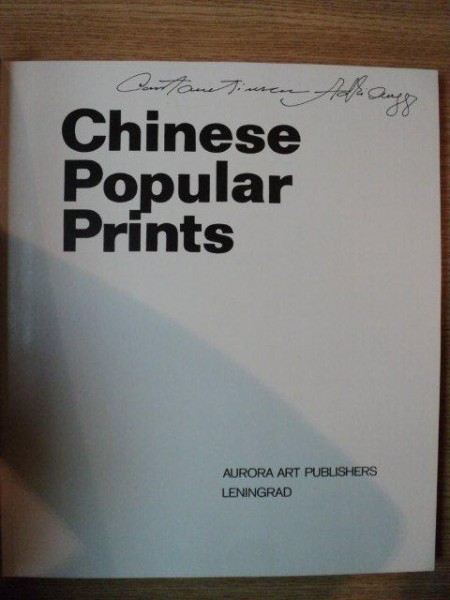 Chinese
Popular
Prints
AURORA ART PUBLISHERS
LENINGRAD